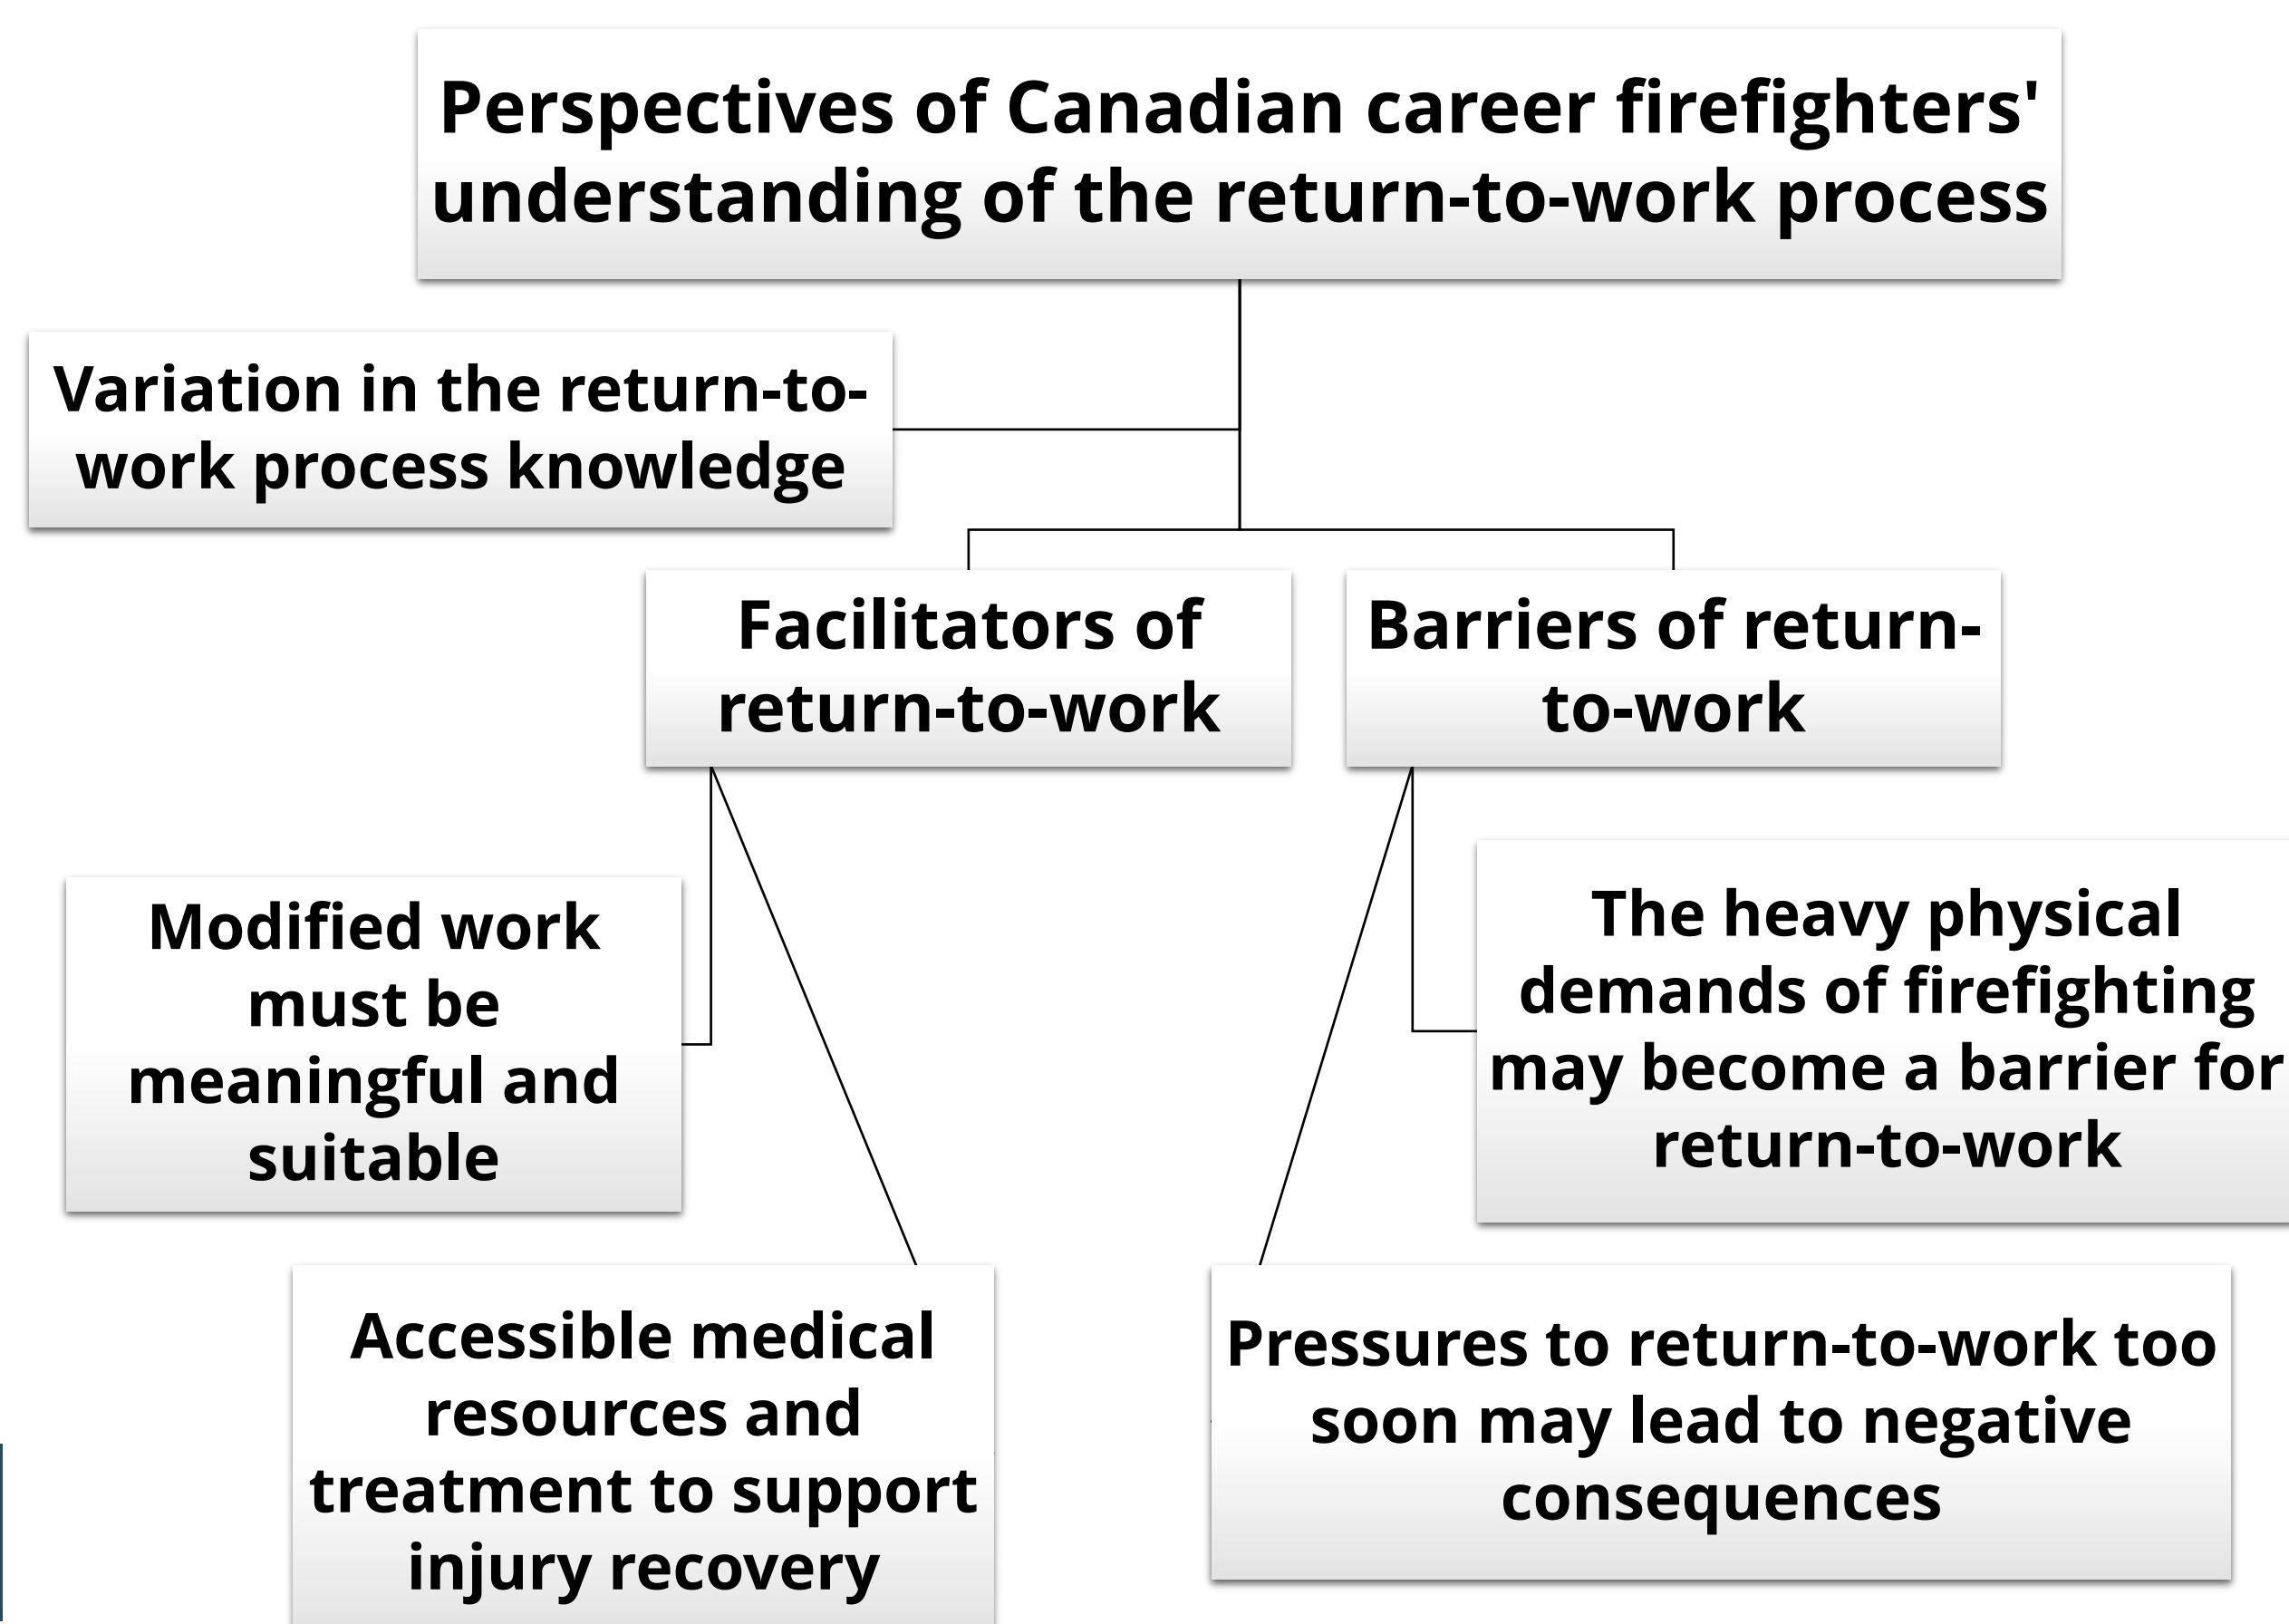 Perspectives of Canadian career firefighters'
understanding of the return-to-work process
Variation in the return-to-
work process knowledge
Facilitators of
return-to-work
Barriers of return-
to-work
Modified work
must be
meaningful and
suitable
The heavy physical
demands of firefighting
may become a barrier for
return-to-work
Accessible medical
resources and
treatment to support
injury recovery
Pressures to return-to-work too
soon may lead to negative
consequences